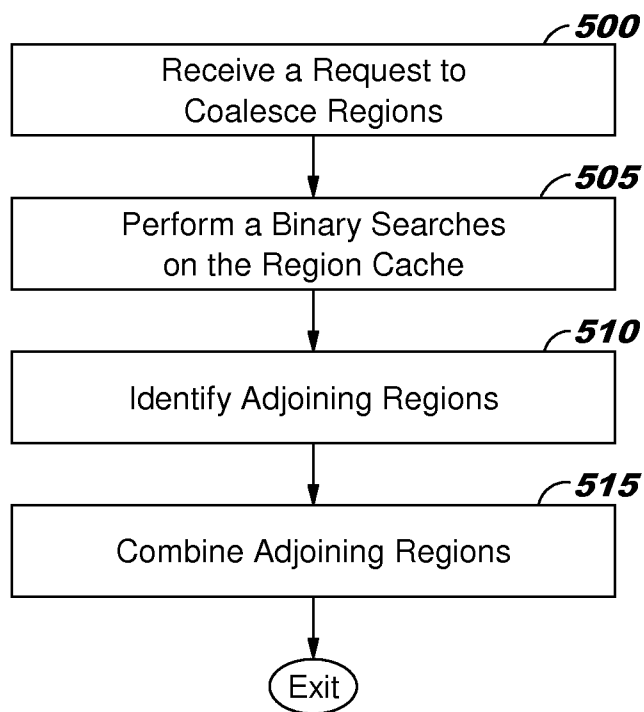 500
Receive a Request to
Coalesce Regions
505
Perform a Binary Searches
on the Region Cache
510
Identify Adjoining Regions
515
Combine Adjoining Regions
Exit